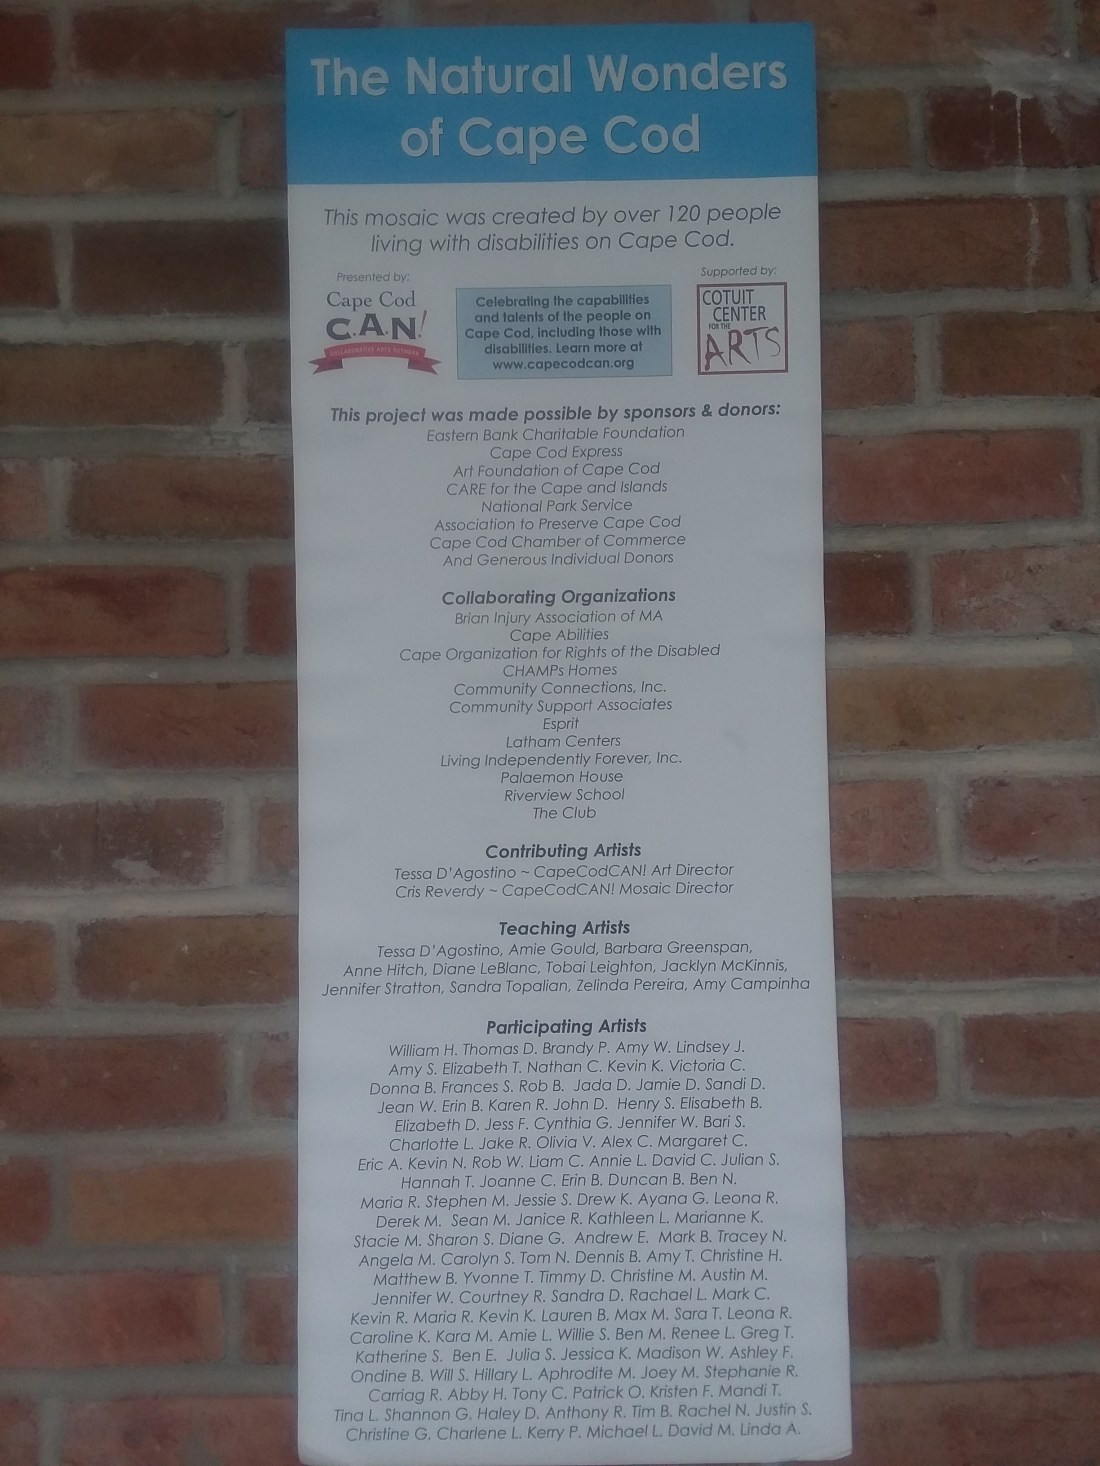 The Natural Wonders
of Cape Cod
This mosaic was created by over 120 people
living with disabilities on Cape Cod.
Presented by:
Cape Cod
C.A.N!
COLLABORATIVE ARTS NETWORK
Celebrating the capabilities
and talents of the people on
Cape Cod, including those with
disabilities. Learn more at
www.capecodcan.org
Supported by:
COTUIT
CENTER
FOR THE
ARTS
This project was made possible by sponsors & donors:
Eastern Bank Charitable Foundation
Cape Cod Express
Art Foundation of Cape Cod
CARE for the Cape and Islands
National Park Service
Association to Preserve Cape Cod
Cape Cod Chamber of Commerce
And Generous Individual Donors
Collaborating Organizations
Brian Injury Association of MA
Cape Abilities
Cape Organization for Rights of the Disabled
CHAMPs Homes
Community Connections, Inc.
Community Support Associates
Esprit
Latham Centers
Living Independently Forever, Inc.
Palaemon House
Riverview School
The Club
Contributing Artists
Tessa D'Agostino ~ CapeCodCAN! Art Director
Cris Reverdy ~ CapeCodCAN! Mosaic Director
Teaching Artists
Tessa D'Agostino, Amie Gould, Barbara Greenspan,
Anne Hitch, Diane LeBlanc, Tobai Leighton, Jacklyn McKinnis,
Jennifer Stratton, Sandra Topalian, Zelinda Pereira, Amy Campinha
Participating Artists
William H. Thomas D. Brandy P. Amy W. Lindsey J.
Amy S. Elizabeth T. Nathan C. Kevin K. Victoria C.
Donna B. Frances S. Rob B. Jada D. Jamie D. Sandi D.
Jean W. Erin B. Karen R. John D. Henry S. Elisabeth B.
Elizabeth D. Jess F. Cynthia G. Jennifer W. Bari S.
Charlotte L. Jake R. Olivia V. Alex C. Margaret C.
Eric A. Kevin N. Rob W. Liam C. Annie L. David C. Julian S.
Hannah T. Joanne C. Erin B. Duncan B. Ben N.
Maria R. Stephen M. Jessie S. Drew K. Ayana G. Leona R.
Derek M. Sean M. Janice R. Kathleen L. Marianne K.
Stacie M. Sharon S. Diane G. Andrew E. Mark B. Tracey N.
Angela M. Carolyn S. Tom N. Dennis B. Amy T. Christine H.
Matthew B. Yvonne T. Timmy D. Christine M. Austin M.
Jennifer W. Courtney R. Sandra D. Rachael L. Mark C.
Kevin R. Maria R. Kevin K. Lauren B. Max M. Sara T. Leona R.
Caroline K. Kara M. Amie L. Willie S. Ben M. Renee L. Greg T.
Katherine S. Ben E. Julia S. Jessica K. Madison W. Ashley F.
Ondine B. Will S. Hillary L. Aphrodite M. Joey M. Stephanie R.
Carriag R. Abby H. Tony C. Patrick O. Kristen F. Mandi T.
Tina L. Shannon G. Haley D. Anthony R. Tim B. Rachel N. Justin S.
Christine G. Charlene L. Kerry P. Michael L. David M. Linda A.